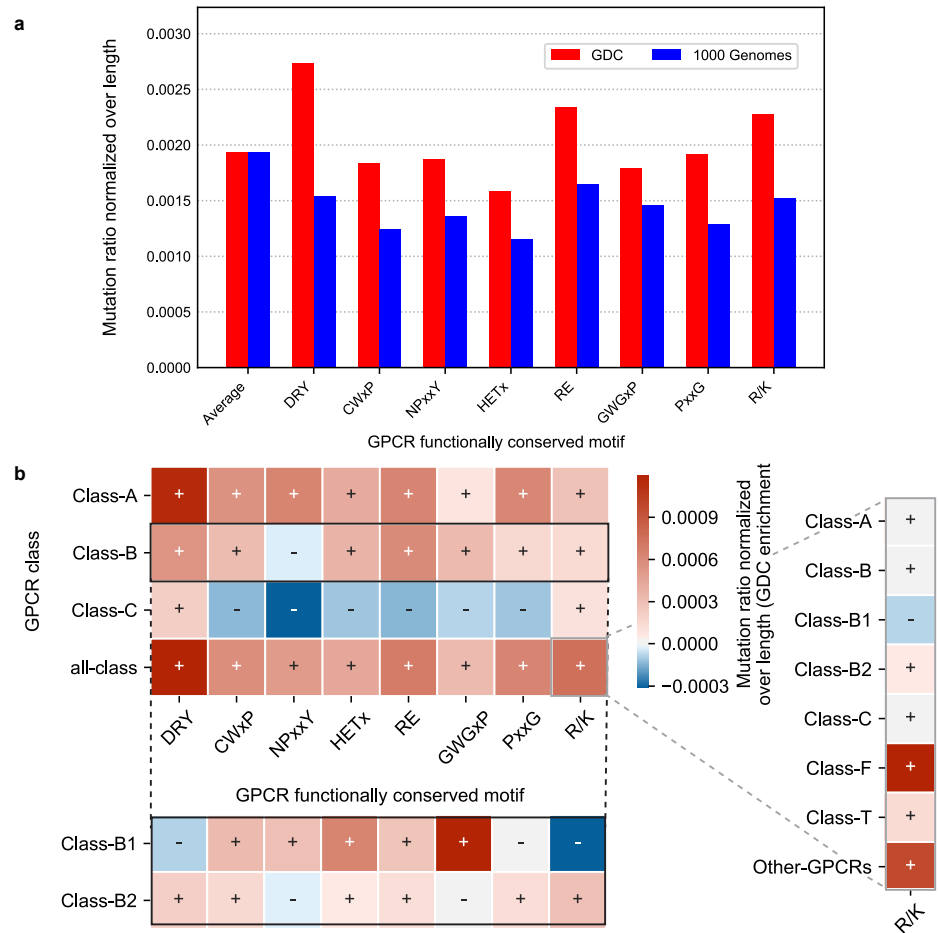 a
Mutation ratio normalized over length
0.0030
0.0025
0.0020
0.0015
0.0010
0.0005
0.0000
GDC
1000 Genomes
Average
DRY
CWxP
NPxxY
HETx
RE
GWGxP
PxxG
R/K
GPCR functionally conserved motif
b
GPCR class
Class-A + + + + + + + +
Class-B + + - + + + + +
Class-C + - - - - - - +
all-class + + + + + + + +
DRY
CWxP
NPxxY
HETx
RE
GWGxP
PxxG
R/K
GPCR functionally conserved motif
0.0009
0.0006
0.0003
0.0000
−0.0003
Mutation ratio normalized
over length (GDC enrichment
Class-B1 - + + + + + - -
Class-B2 + + - + + - + +
Class-A +
Class-B +
Class-B1 -
Class-B2 +
Class-C +
Class-F +
Class-T +
Other-GPCRs +
R/K